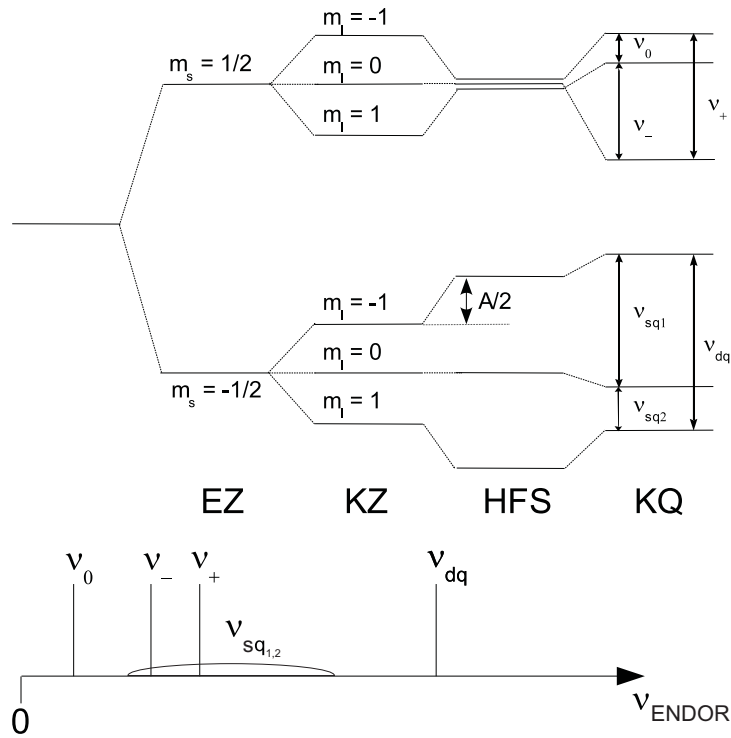 m_I = -1
m_s = 1/2
m_I = 0
m_I = 1
ν_0
ν_−
ν_+
m_I = -1
A/2
m_I = 0
m_s = -1/2
m_I = 1
ν_sq1
ν_sq2
ν_dq
EZ KZ HFS KQ
ν_0 ν_− ν_+ ν_dq
ν_sq1,2
0
ν_ENDOR